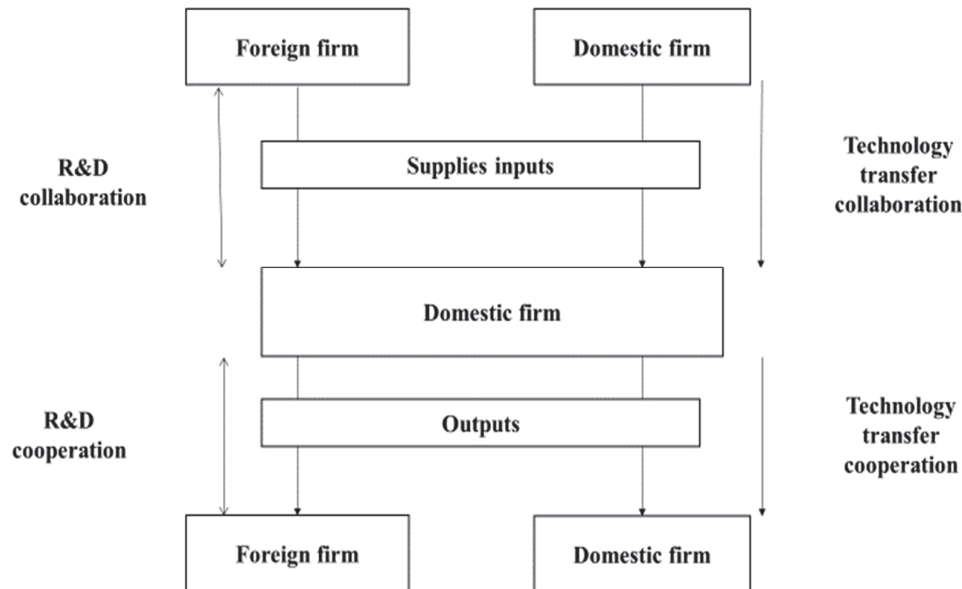 Foreign firm
Domestic firm
R&D
collaboration
Supplies inputs
Technology
transfer
collaboration
Domestic firm
R&D
cooperation
Outputs
Technology
transfer
cooperation
Foreign firm
Domestic firm